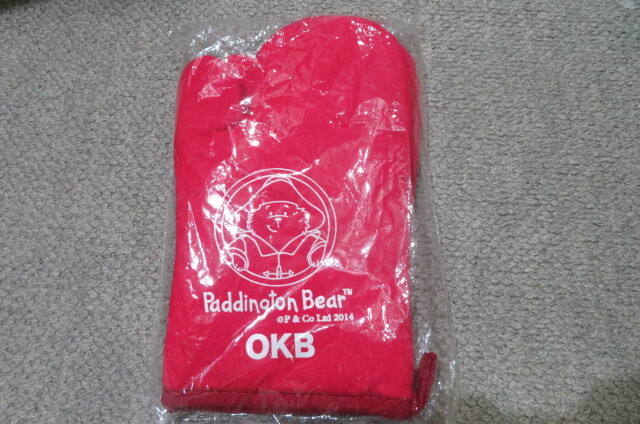 Paddington Bear™
©P & Co Ltd 2014
OKB